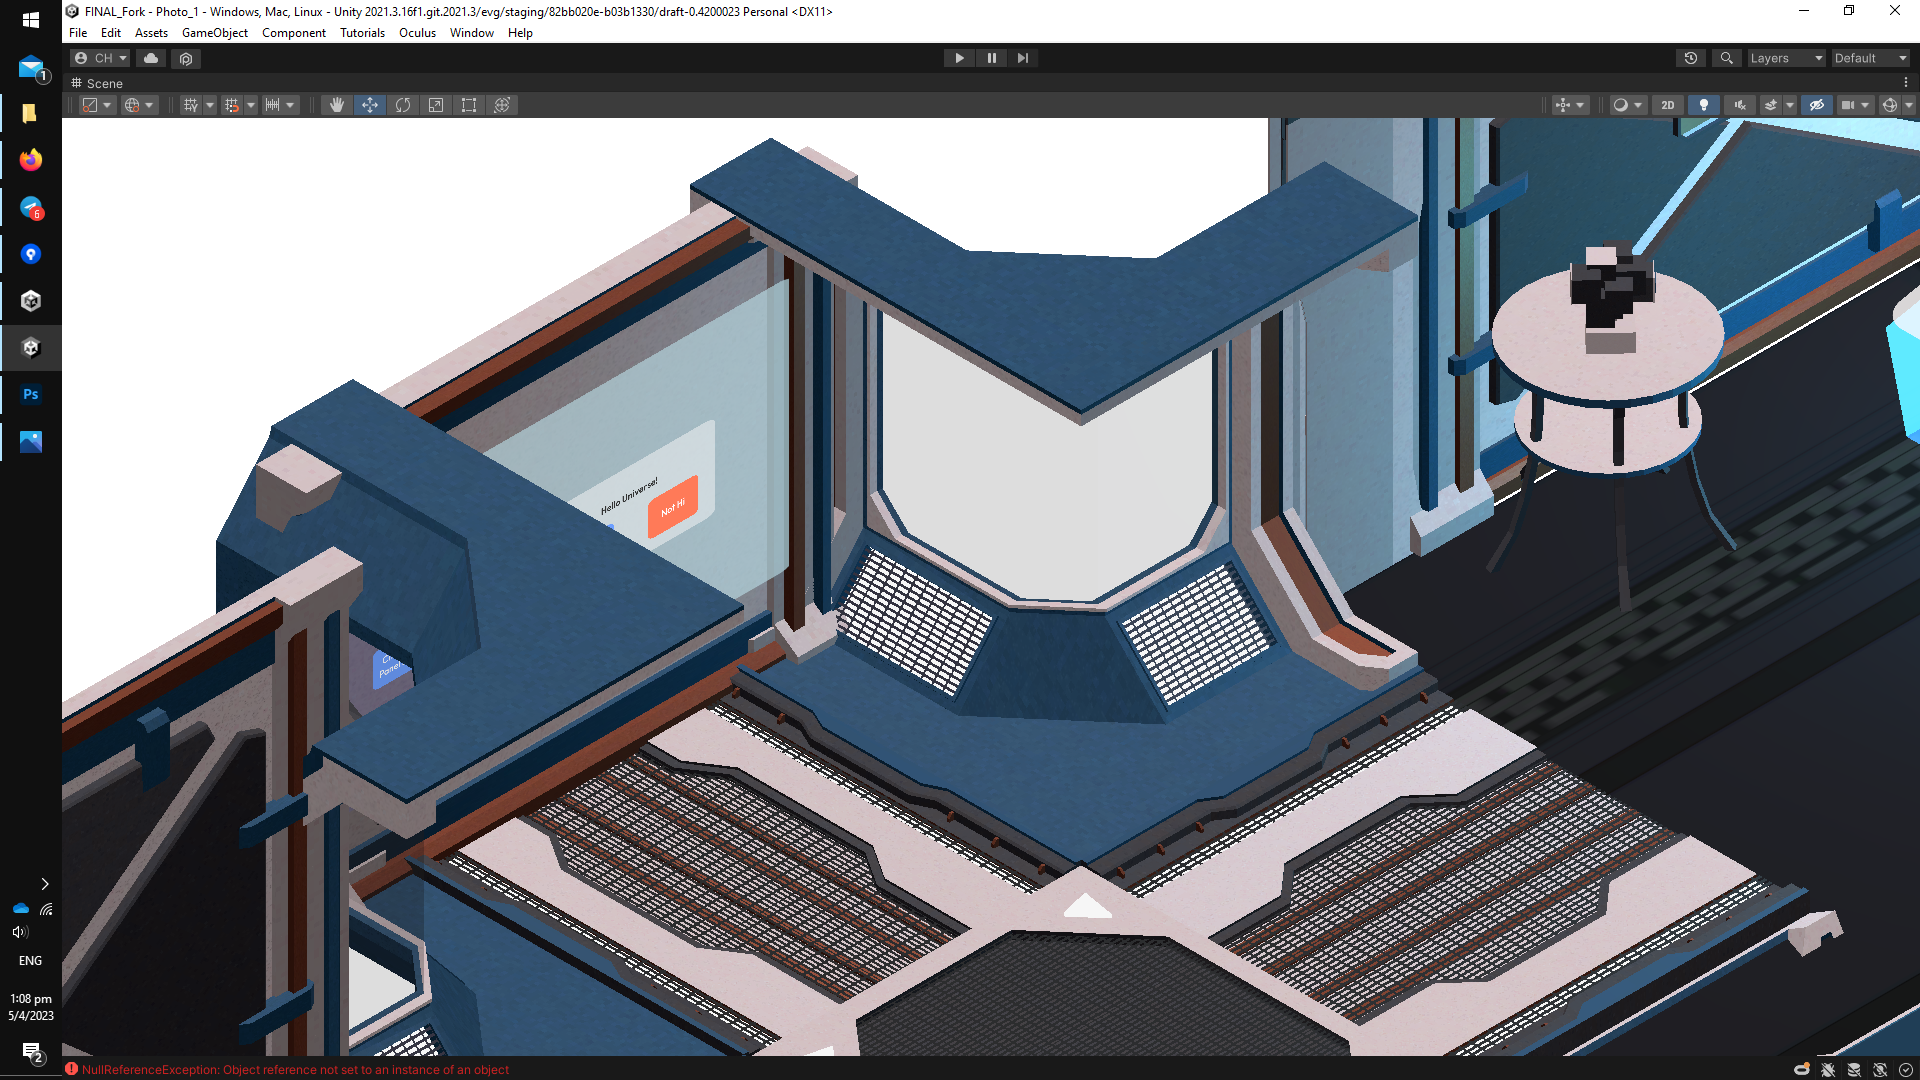 FINAL_Fork - Photo_1 - Windows, Mac, Linux - Unity 2021.3.16f1.git.2021.3/evg/staging/82bb020e-b03b1330/draft-0.4200023 Personal <DX11>
File Edit Assets GameObject Component Tutorials Oculus Window Help
CH
Layers
Default
Scene
2D
1
6
Ps
Hello Universe!
Not Hi
Panel
ENG
1:08 pm
5/4/2023
2
NullReferenceException: Object reference not set to an instance of an object